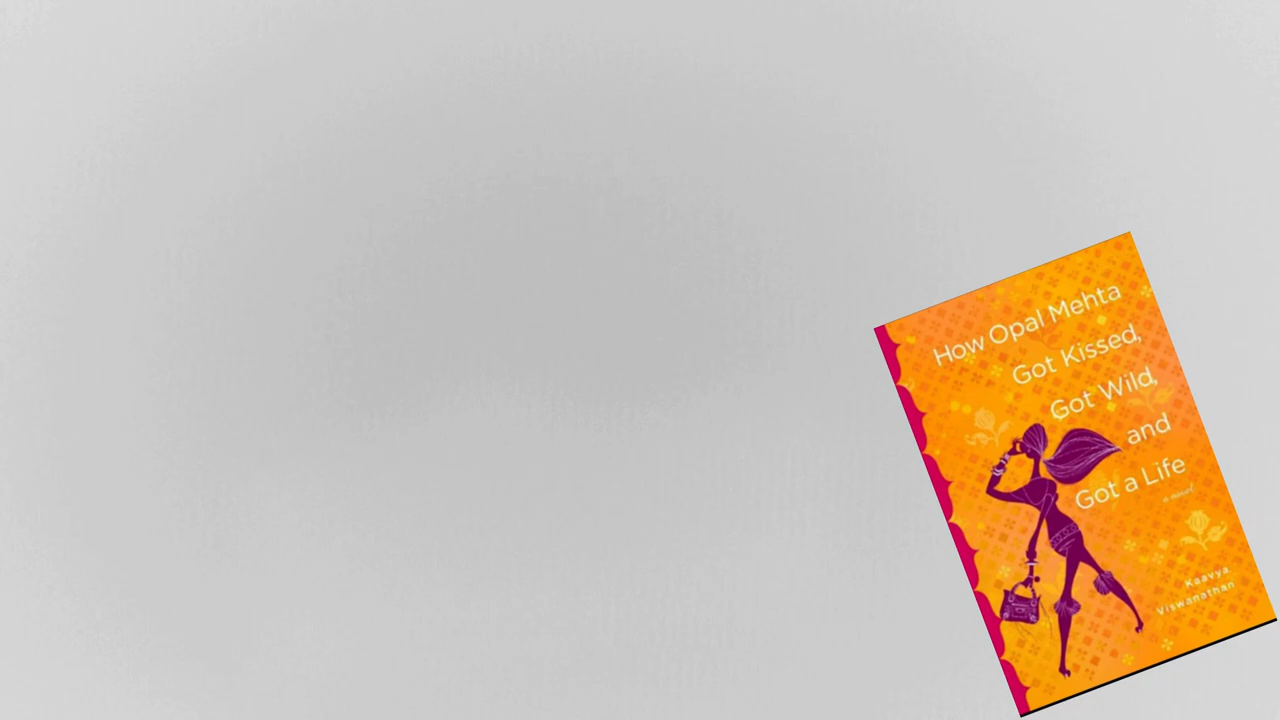 How Opal Mehta
Got Kissed,
Got Wild,
and
Got a Life
a novel
Kaavya
Viswanathan